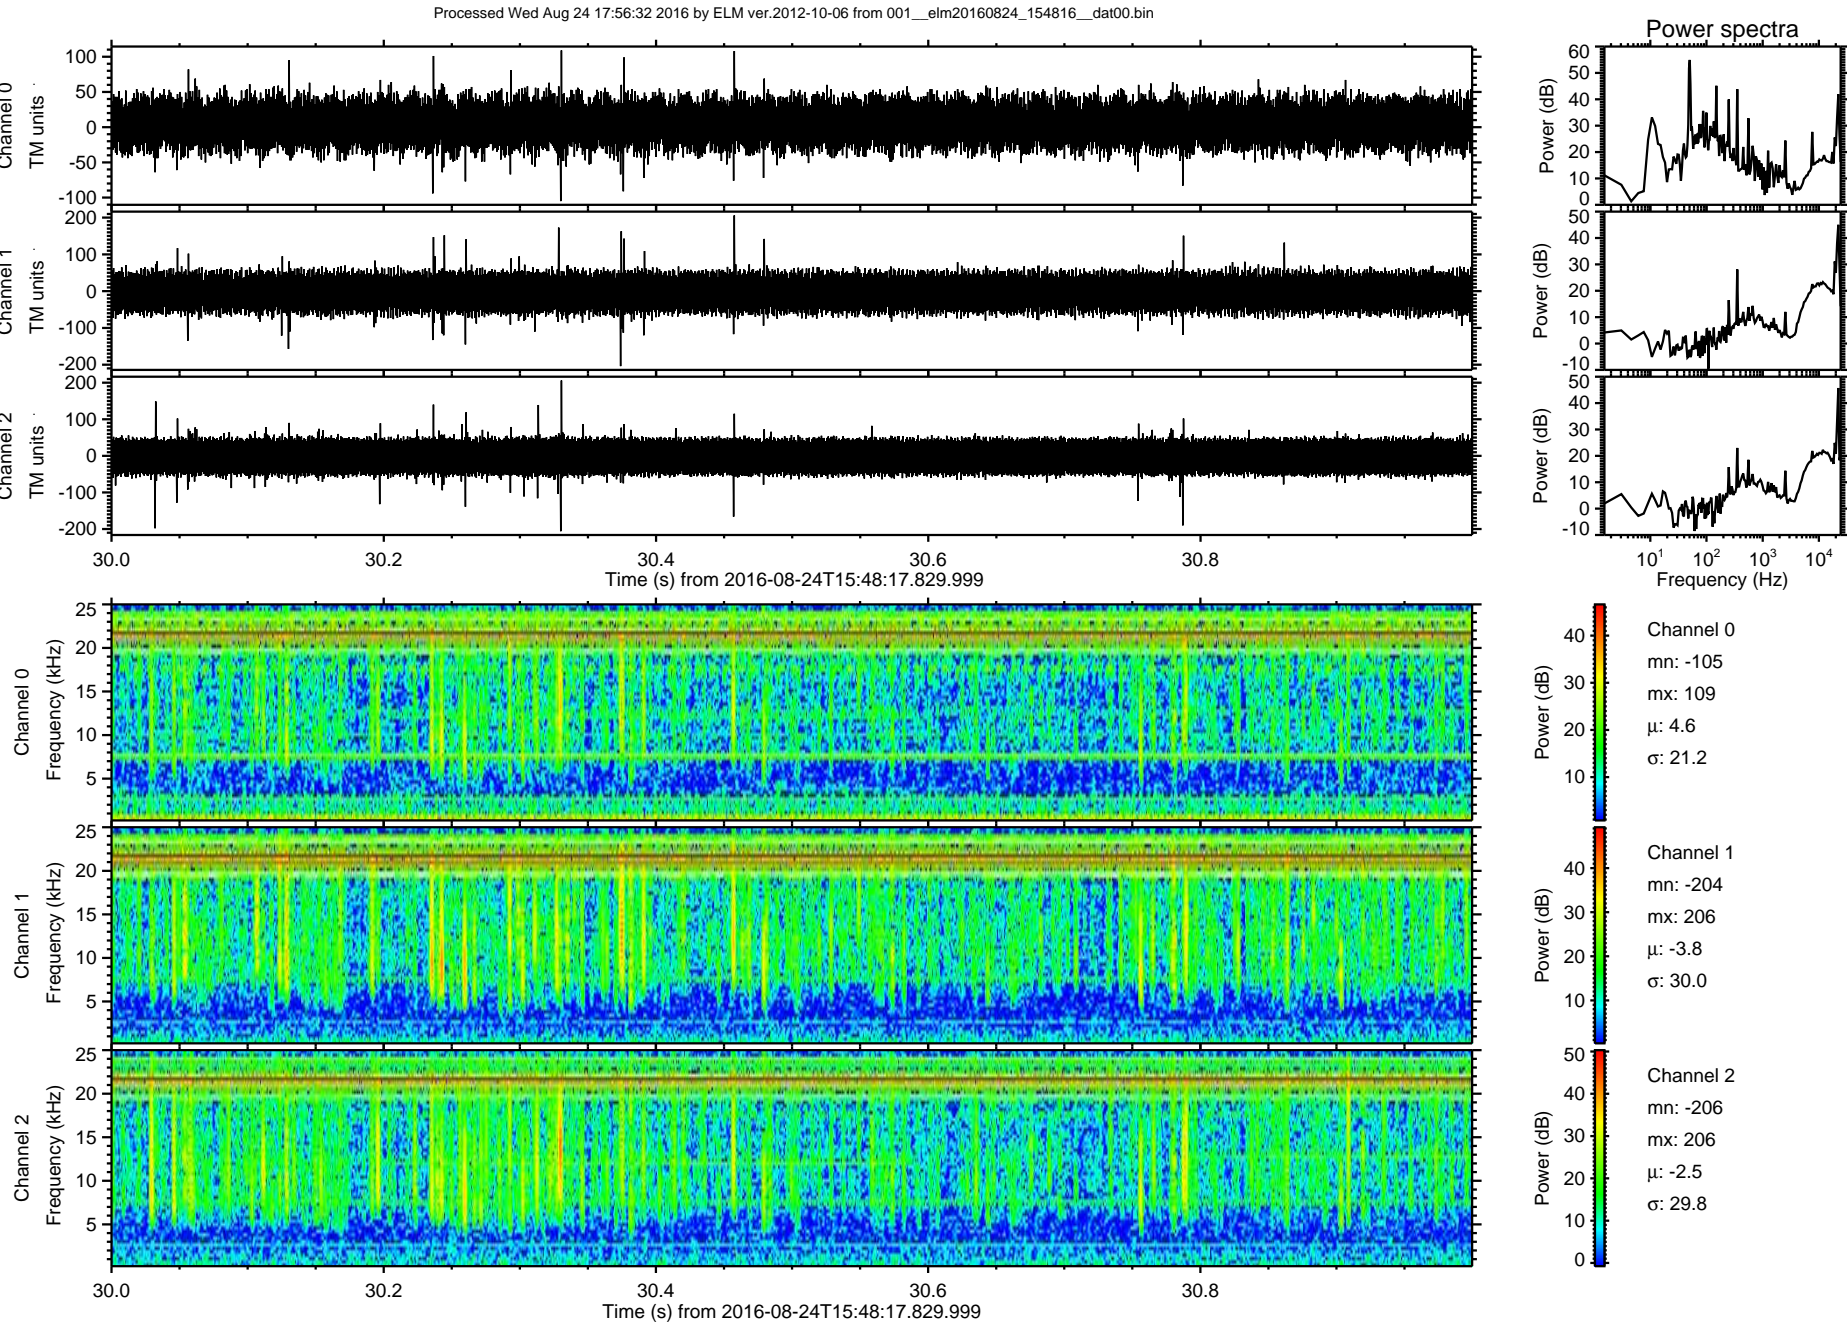 Processed Wed Aug 24 17:56:32 2016 by ELM ver.2012-10-06 from 001__elm20160824_154816__dat00.bin
Power spectra
Channel 0
TM units
100
50
0
-50
-100
Power (dB)
60
50
40
30
20
10
0
Channel 1
TM units
200
100
0
-100
-200
Power (dB)
50
40
30
20
10
0
-10
Channel 2
TM units
200
100
0
-100
-200
Power (dB)
50
40
30
20
10
0
-10
30.0 30.2 30.4 30.6 30.8
Time (s) from 2016-08-24T15:48:17.829.999
10^1 10^2 10^3 10^4
Frequency (Hz)
Channel 0
Frequency (kHz)
25
20
15
10
5
Power (dB)
40
30
20
10
Channel 0
mn: -105
mx: 109
μ: 4.6
σ: 21.2
Channel 1
Frequency (kHz)
25
20
15
10
5
Power (dB)
40
30
20
10
Channel 1
mn: -204
mx: 206
μ: -3.8
σ: 30.0
Channel 2
Frequency (kHz)
25
20
15
10
5
Power (dB)
50
40
30
20
10
0
Channel 2
mn: -206
mx: 206
μ: -2.5
σ: 29.8
30.0 30.2 30.4 30.6 30.8
Time (s) from 2016-08-24T15:48:17.829.999